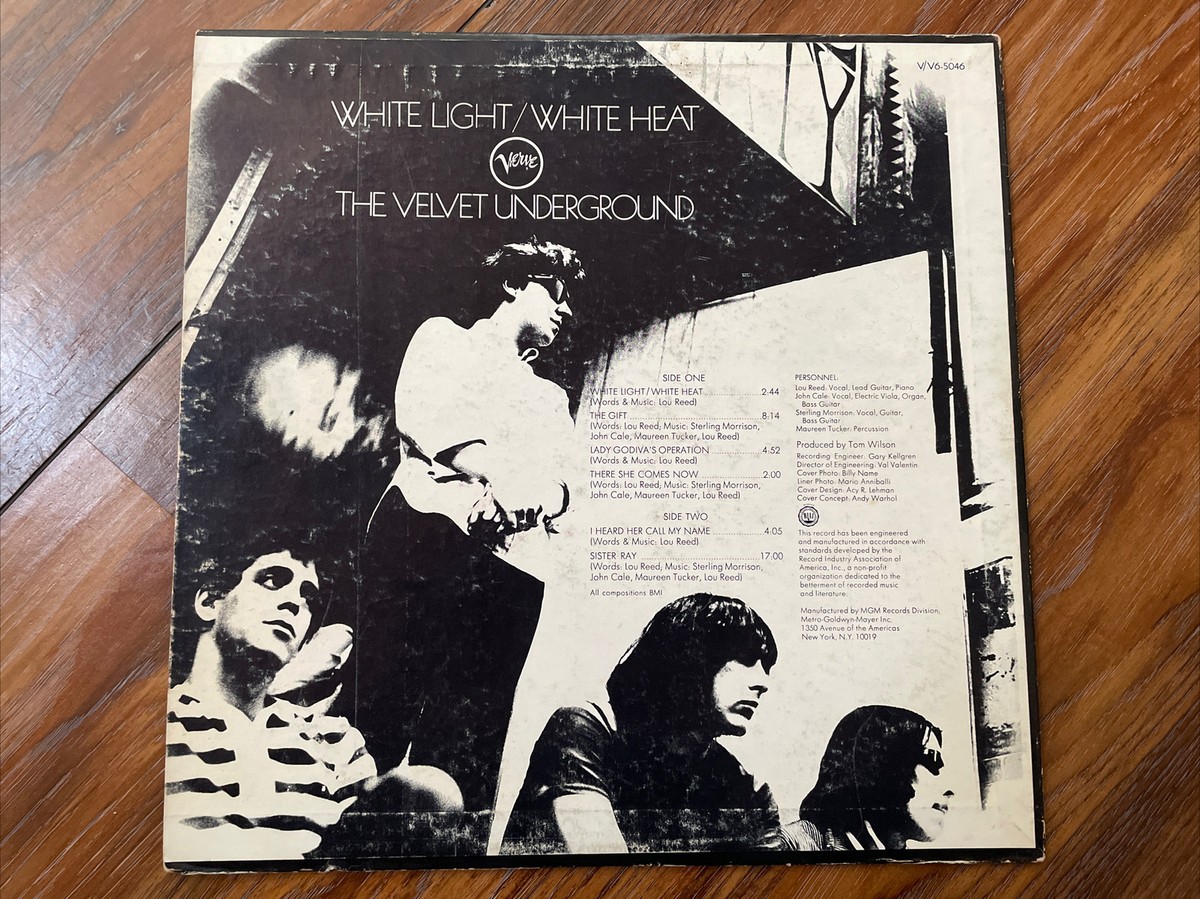 V/V6-5046
WHITE LIGHT/WHITE HEAT
Verve
THE VELVET UNDERGROUND
SIDE ONE
WHITE LIGHT/WHITE HEAT 2:44
(Words & Music: Lou Reed)
THE GIFT 8:14
(Words: Lou Reed; Music: Sterling Morrison,
John Cale, Maureen Tucker, Lou Reed)
LADY GODIVA'S OPERATION 4:52
(Words & Music: Lou Reed)
THERE SHE COMES NOW 2:00
(Words: Lou Reed; Music: Sterling Morrison,
John Cale, Maureen Tucker, Lou Reed)
SIDE TWO
I HEARD HER CALL MY NAME 4:05
(Words & Music: Lou Reed)
SISTER RAY 17:00
(Words: Lou Reed; Music: Sterling Morrison,
John Cale, Maureen Tucker, Lou Reed)
All compositions BMI
PERSONNEL:
Lou Reed: Vocal, Lead Guitar, Piano
John Cale: Vocal, Electric Viola, Organ,
Bass Guitar
Sterling Morrison: Vocal, Guitar,
Bass Guitar
Maureen Tucker: Percussion
Produced by Tom Wilson
Recording Engineer: Gary Kellgren
Director of Engineering: Val Valentin
Cover Photo: Billy Name
Liner Photo: Mario Anniballi
Cover Design: Acy R. Lehman
Cover Concept: Andy Warhol
This record has been engineered
and manufactured in accordance with
standards developed by the
Record Industry Association of
America, Inc., a non-profit
organization dedicated to the
betterment of recorded music
and literature.
Manufactured by MGM Records Division,
Metro-Goldwyn-Mayer Inc.
1350 Avenue of the Americas
New York, N.Y. 10019